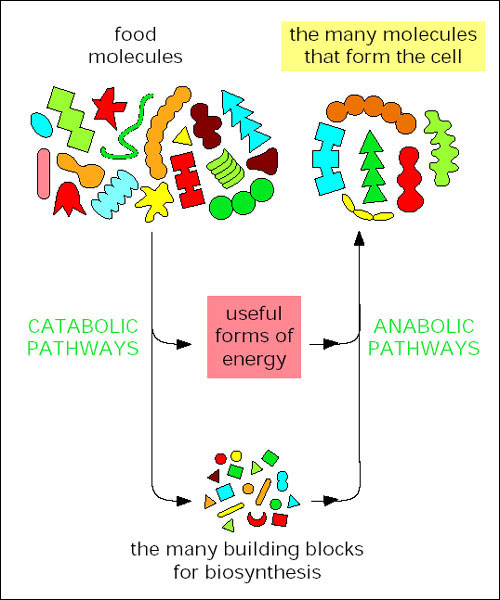 food
molecules
the many molecules
that form the cell
CATABOLIC
PATHWAYS
useful
forms of
energy
ANABOLIC
PATHWAYS
the many building blocks
for biosynthesis